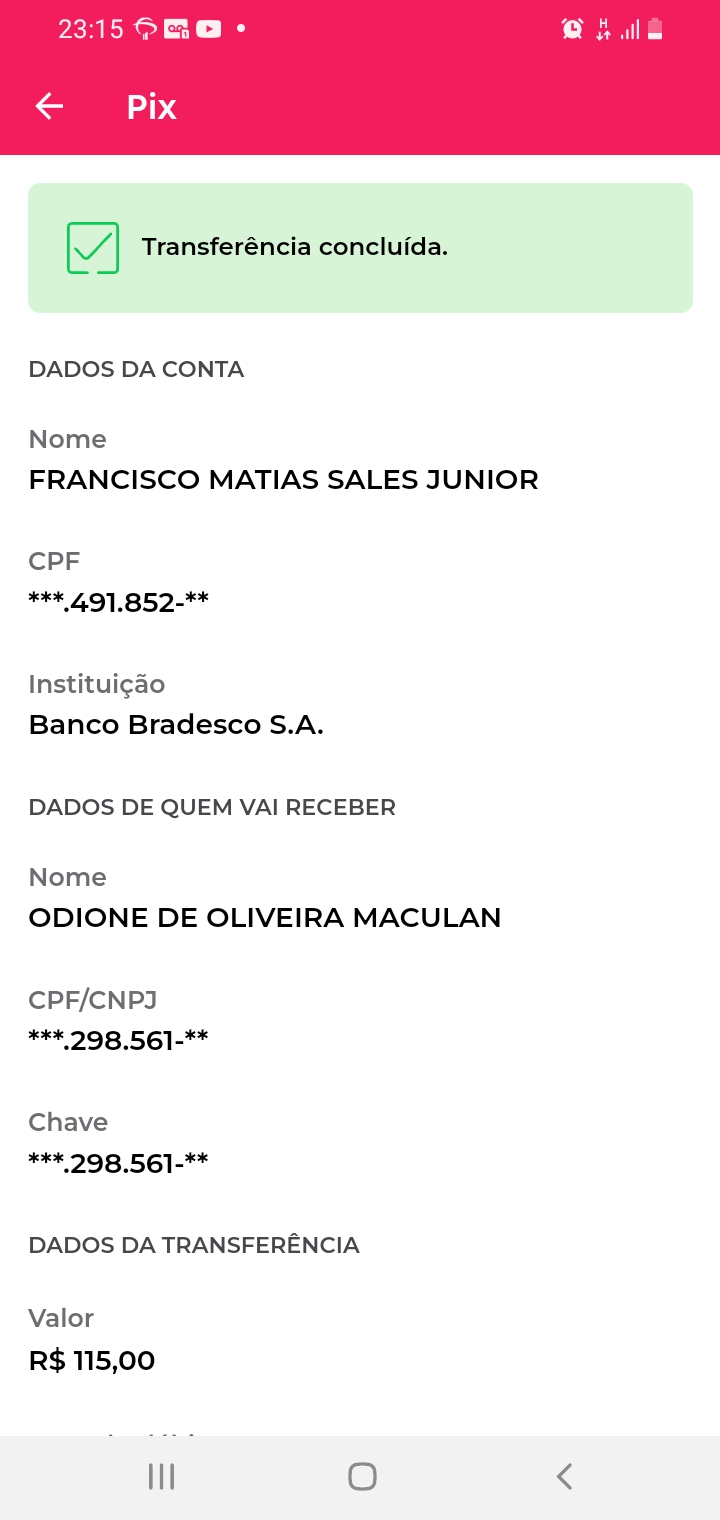 23:15
H
Pix
Transferência concluída.
DADOS DA CONTA
Nome
FRANCISCO MATIAS SALES JUNIOR
CPF
***.491.852-**
Instituição
Banco Bradesco S.A.
DADOS DE QUEM VAI RECEBER
Nome
ODIONE DE OLIVEIRA MACULAN
CPF/CNPJ
***.298.561-**
Chave
***.298.561-**
DADOS DA TRANSFERÊNCIA
Valor
R$ 115,00